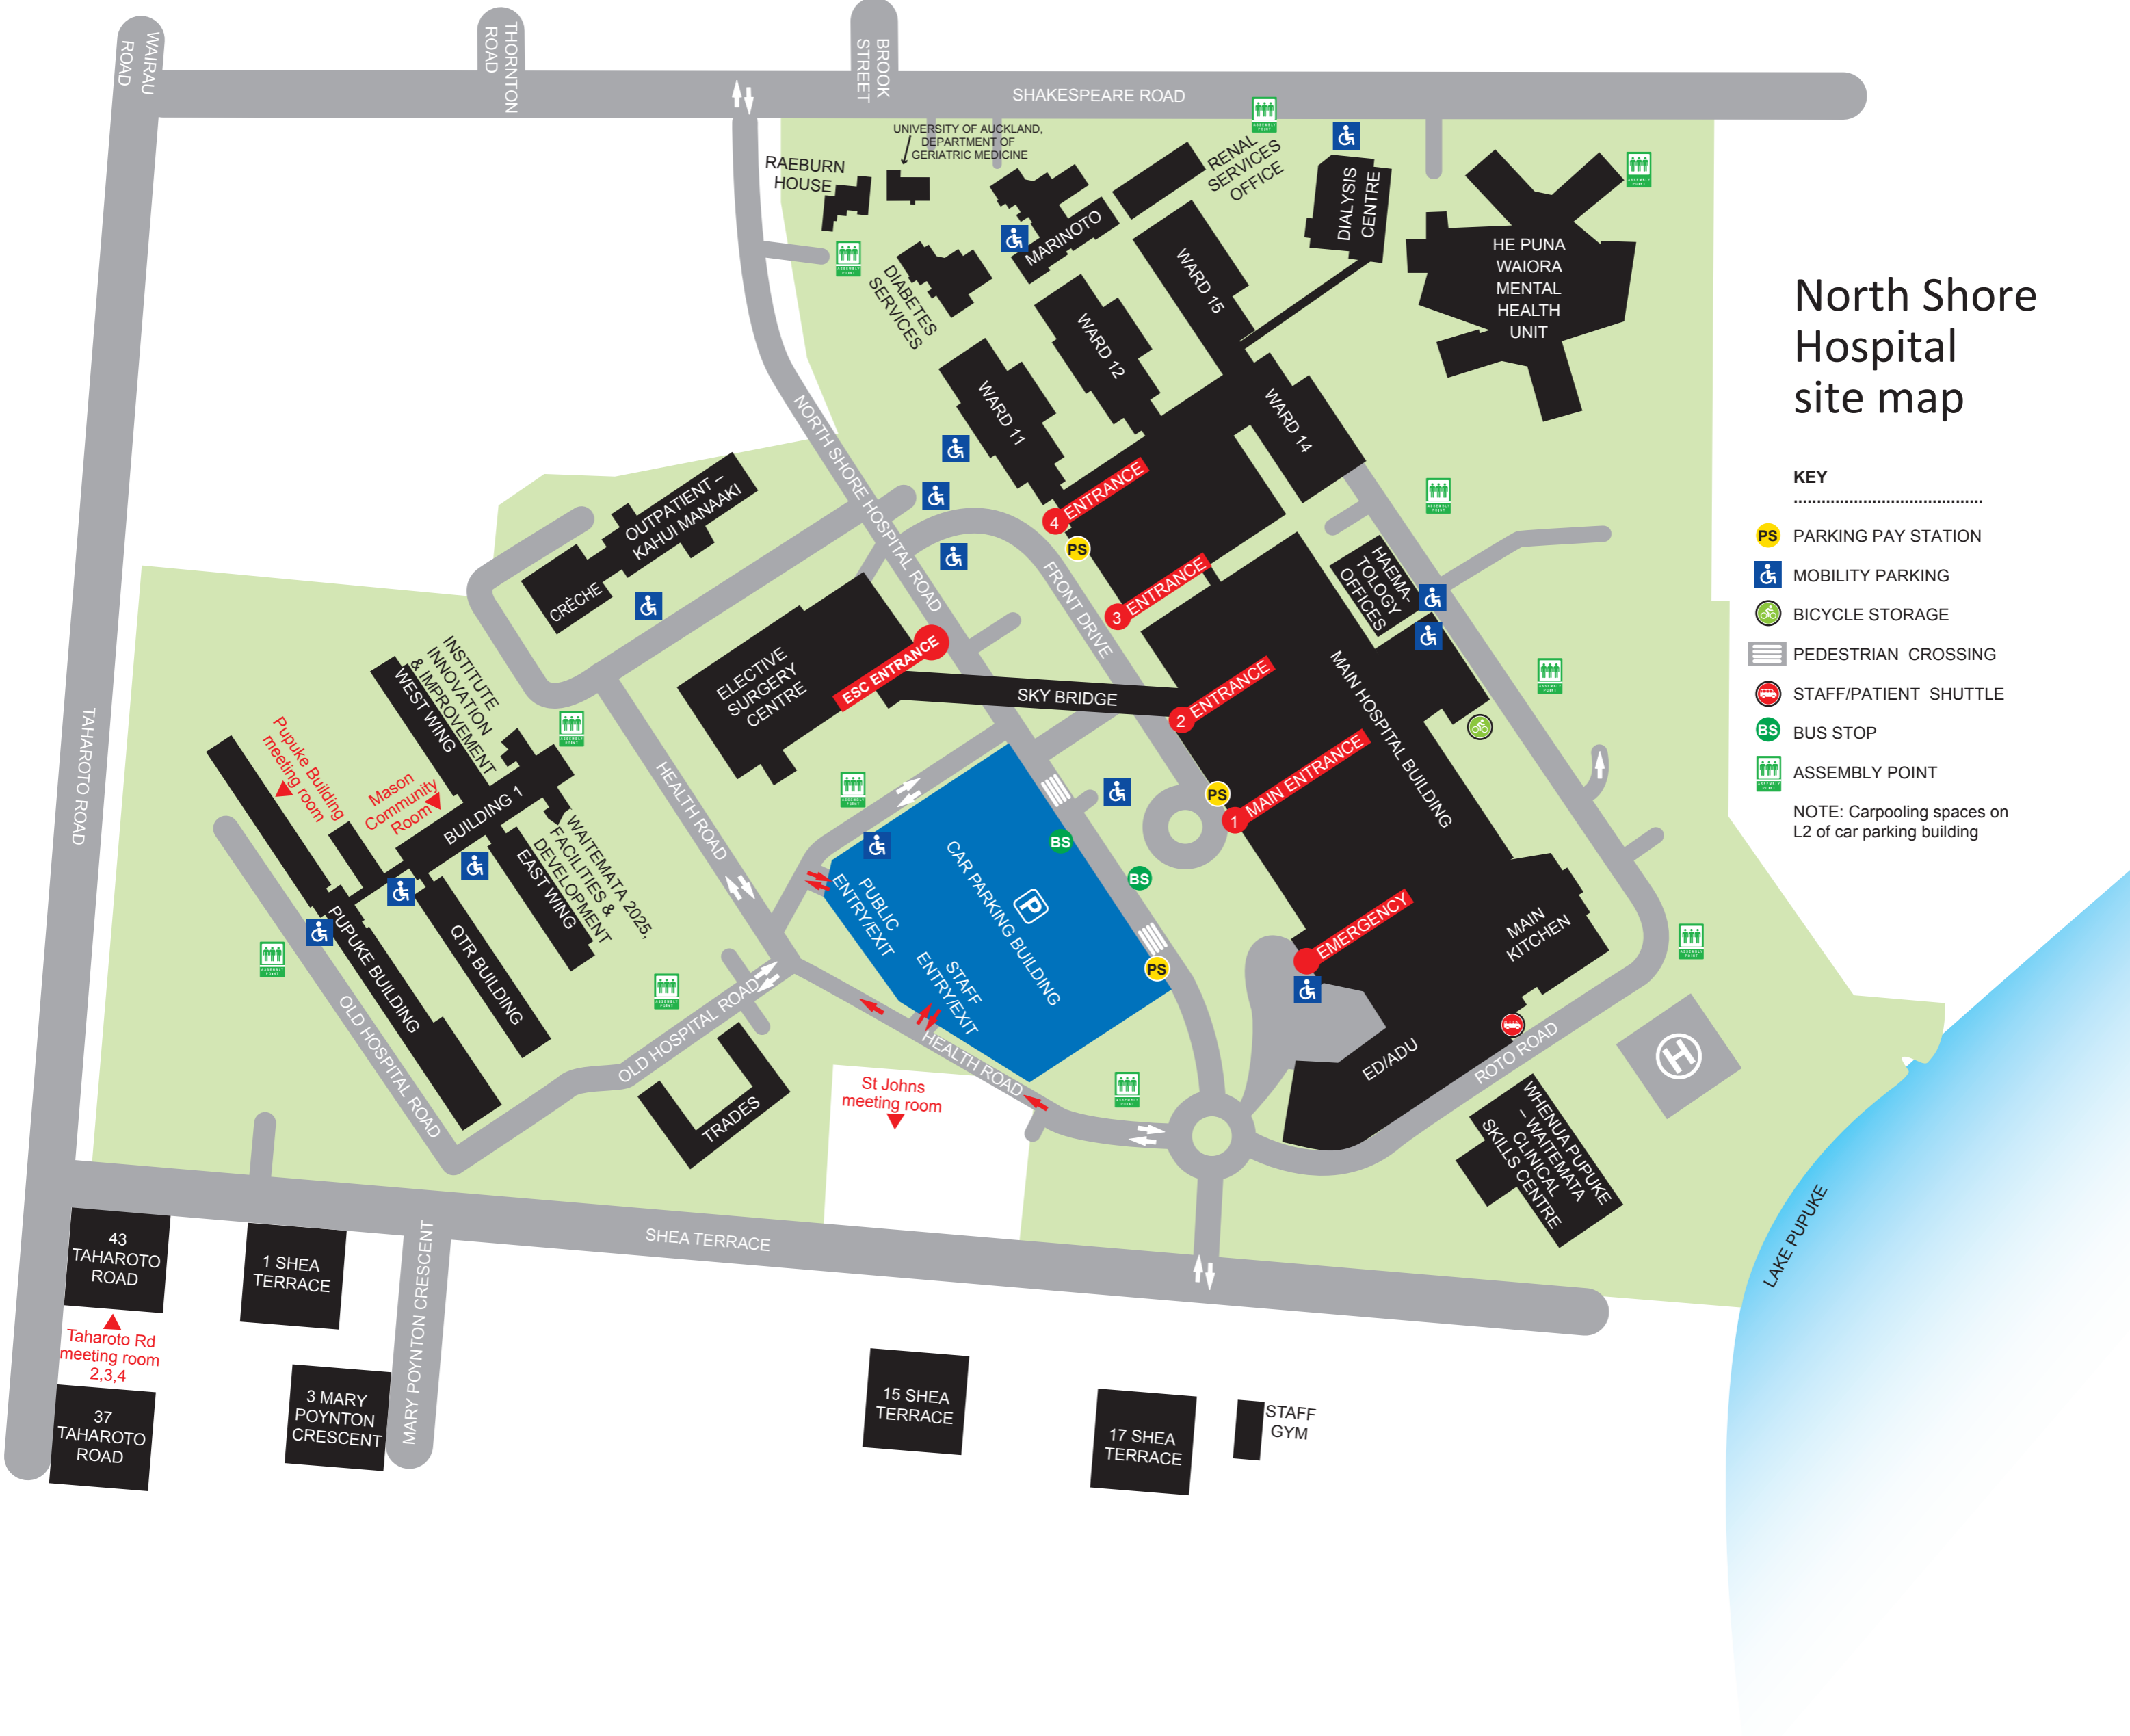 WAIRAU
ROAD
THORNTON
ROAD
BROOK
STREET
SHAKESPEARE ROAD
UNIVERSITY OF AUCKLAND,
DEPARTMENT OF
GERIATRIC MEDICINE
RAEBURN
HOUSE
RENAL
SERVICES
OFFICE
DIALYSIS
CENTRE
MARINOTO
DIABETES
SERVICES
WARD 15
WARD 12
WARD 11
WARD 14
HE PUNA
WAIORA
MENTAL
HEALTH
UNIT
North Shore
Hospital
site map
KEY
PS PARKING PAY STATION
MOBILITY PARKING
BICYCLE STORAGE
PEDESTRIAN CROSSING
STAFF/PATIENT SHUTTLE
BS BUS STOP
ASSEMBLY POINT
NOTE: Carpooling spaces on
L2 of car parking building
NORTH SHORE HOSPITAL ROAD
OUTPATIENT –
KAHUI MANAAKI
CRÈCHE
4 ENTRANCE
PS
3 ENTRANCE
FRONT DRIVE
HAEMA-
TOLOGY
OFFICES
ELECTIVE
SURGERY
CENTRE
ESC ENTRANCE
SKY BRIDGE
2 ENTRANCE
MAIN HOSPITAL BUILDING
PS
1 MAIN ENTRANCE
INSTITUTE
INNOVATION
& IMPROVEMENT
WEST WING
Pupuke Building
meeting room
Mason
Community
Room
BUILDING 1
WAITEMATA 2025,
FACILITIES &
DEVELOPMENT
EAST WING
QTR BUILDING
PUPUKE BUILDING
TAHAROTO ROAD
HEALTH ROAD
PUBLIC
ENTRY/EXIT
CAR PARKING BUILDING
P
STAFF
ENTRY/EXIT
BS
BS
PS
EMERGENCY
MAIN
KITCHEN
ED/ADU
ROTO ROAD
H
OLD HOSPITAL ROAD
OLD HOSPITAL ROAD
HEALTH ROAD
TRADES
St Johns
meeting room
WHENUA PUPUKE
– WAITEMATA
CLINICAL
SKILLS CENTRE
LAKE PUPUKE
SHEA TERRACE
43
TAHAROTO
ROAD
1 SHEA
TERRACE
MARY POYNTON CRESCENT
Taharoto Rd
meeting room
2,3,4
37
TAHAROTO
ROAD
3 MARY
POYNTON
CRESCENT
15 SHEA
TERRACE
17 SHEA
TERRACE
STAFF
GYM